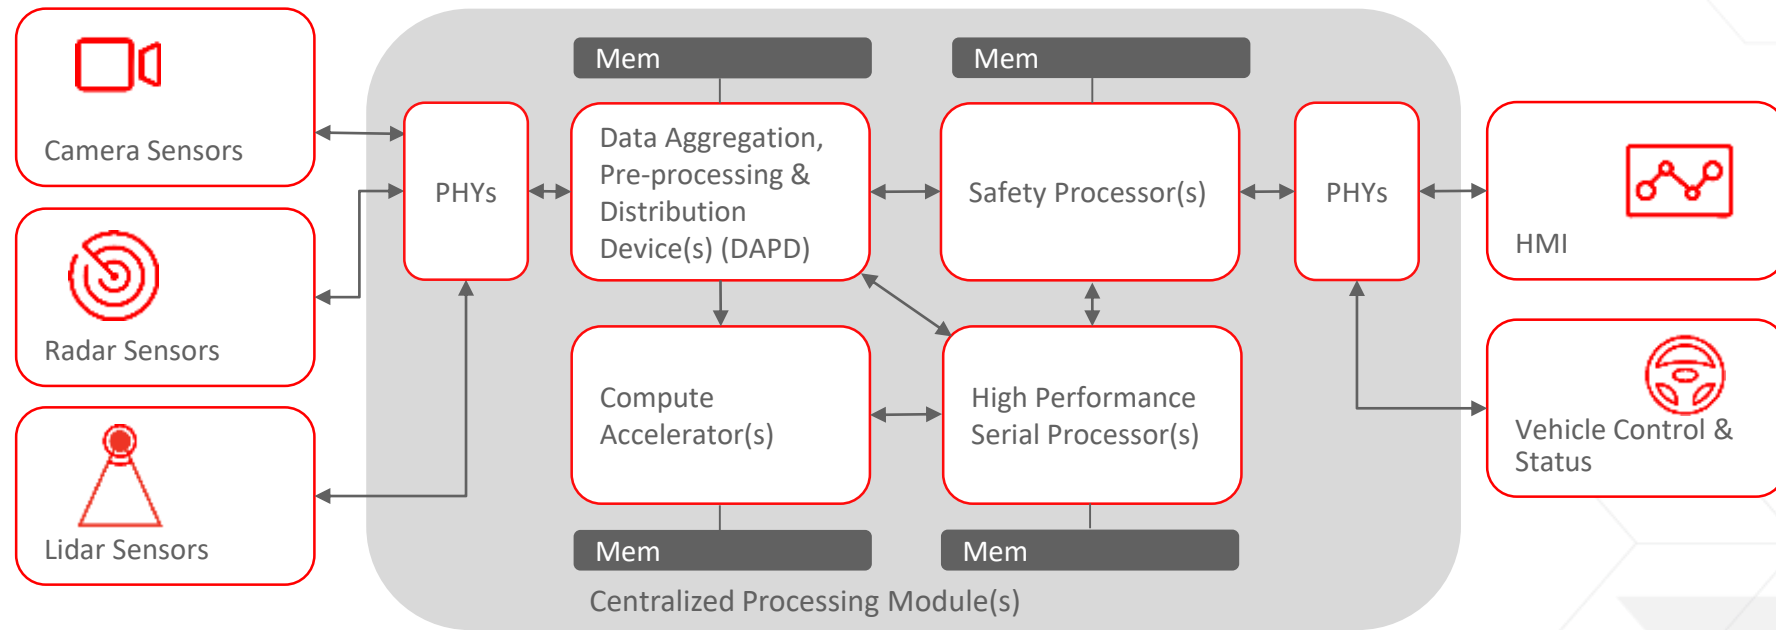 Camera Sensors
Radar Sensors
Lidar Sensors
PHYs
Mem
Data Aggregation,
Pre-processing &
Distribution
Device(s) (DAPD)
Mem
Safety Processor(s)
Compute
Accelerator(s)
Mem
High Performance
Serial Processor(s)
Mem
PHYs
HMI
Vehicle Control &
Status
Centralized Processing Module(s)